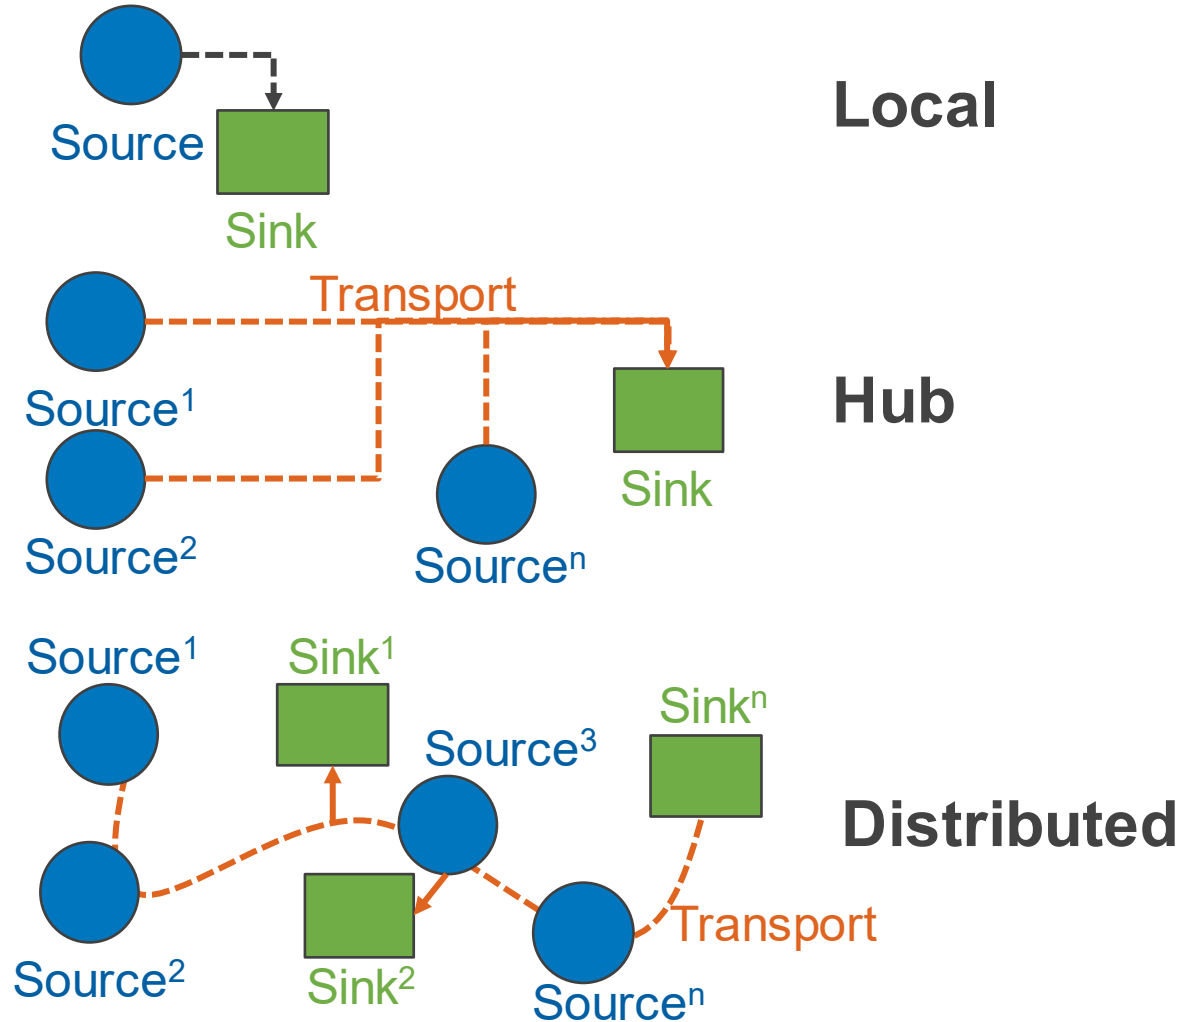 Local
Source
Sink
Transport
Source¹
Hub
Sink
Source²
Sourceⁿ
Source¹
Sink¹
Sinkⁿ
Source³
Distributed
Transport
Source²
Sink²
Sourceⁿ